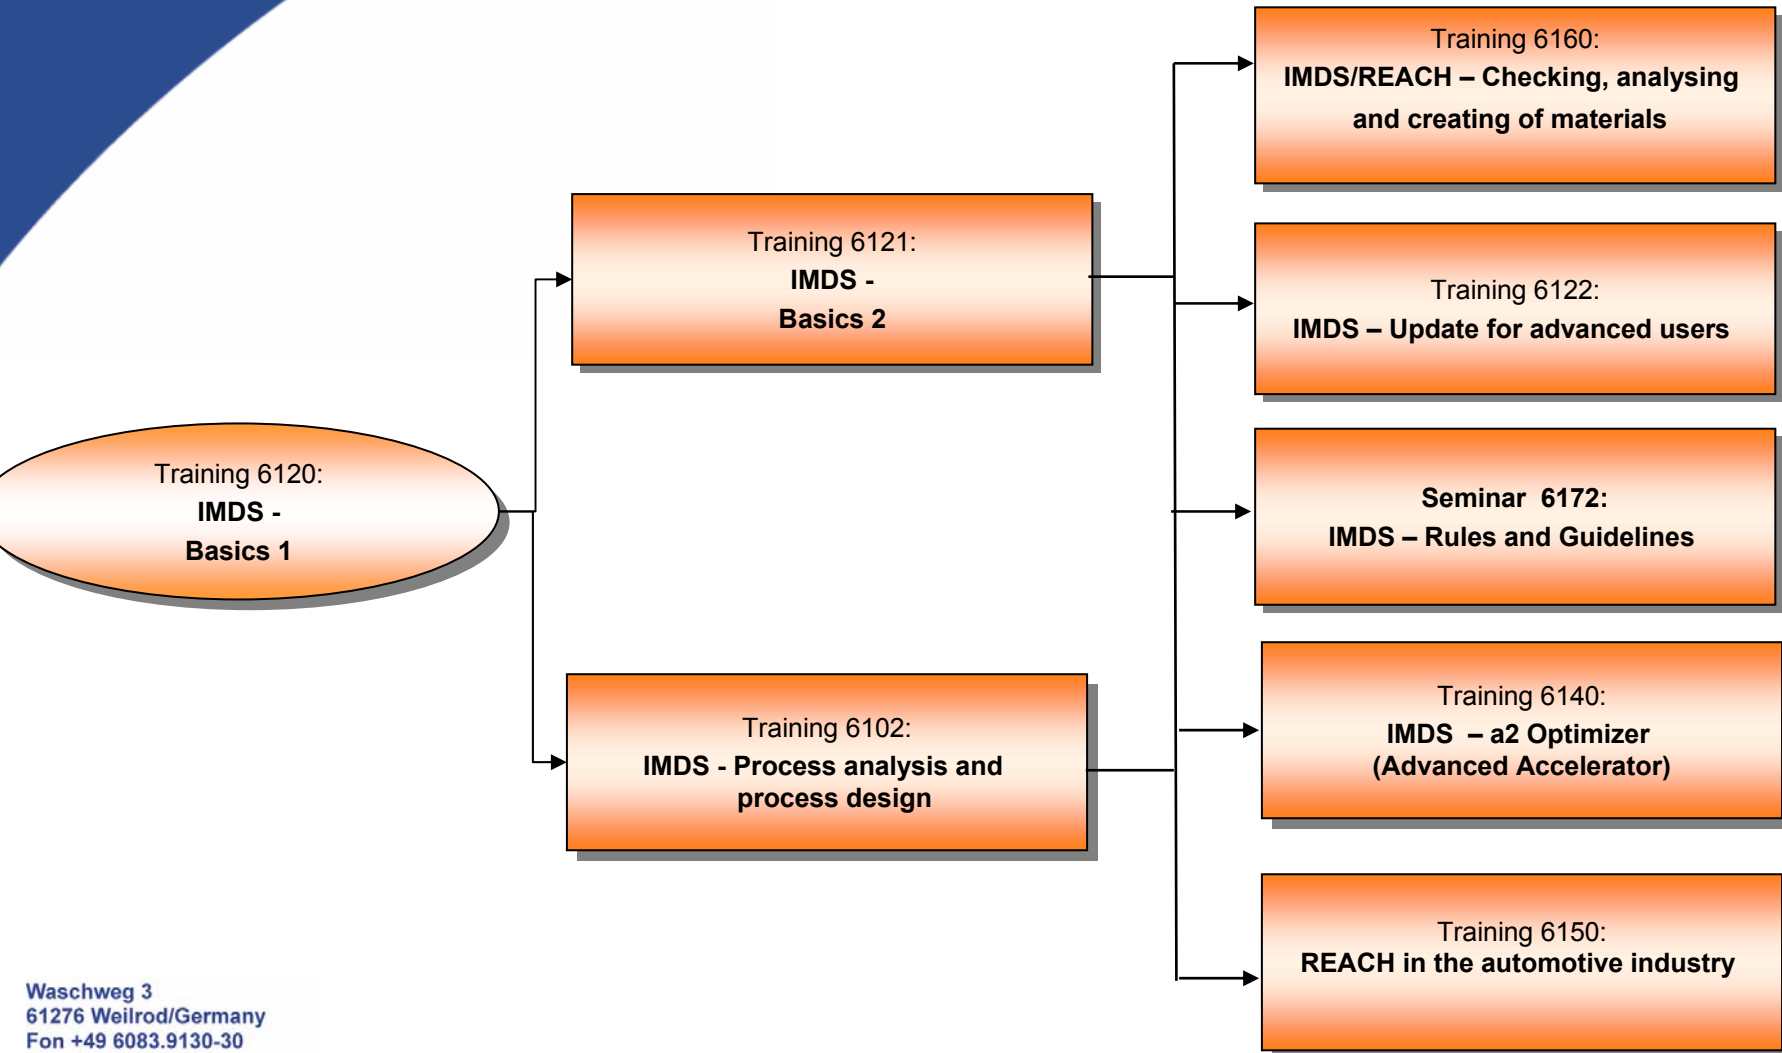 Training 6160:
IMDS/REACH – Checking, analysing
and creating of materials
Training 6121:
IMDS -
Basics 2
Training 6122:
IMDS – Update for advanced users
Training 6120:
IMDS -
Basics 1
Seminar  6172:
IMDS – Rules and Guidelines
Training 6102:
IMDS - Process analysis and
process design
Training 6140:
IMDS  – a2 Optimizer
(Advanced Accelerator)
Training 6150:
REACH in the automotive industry
Waschweg 3
61276 Weilrod/Germany
Fon +49 6083.9130-30